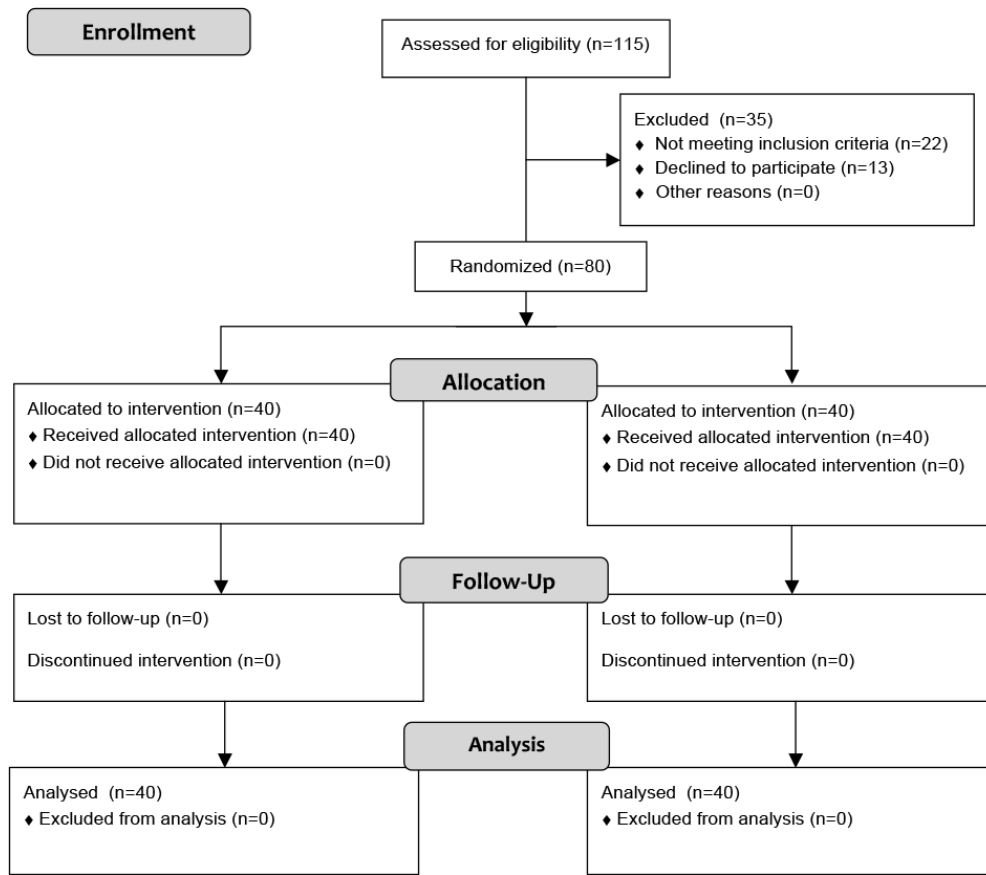 Enrollment
Assessed for eligibility (n=115)
Excluded (n=35)
♦ Not meeting inclusion criteria (n=22)
♦ Declined to participate (n=13)
♦ Other reasons (n=0)
Randomized (n=80)
Allocation
Allocated to intervention (n=40)
♦ Received allocated intervention (n=40)
♦ Did not receive allocated intervention (n=0)
Allocated to intervention (n=40)
♦ Received allocated intervention (n=40)
♦ Did not receive allocated intervention (n=0)
Follow-Up
Lost to follow-up (n=0)
Discontinued intervention (n=0)
Lost to follow-up (n=0)
Discontinued intervention (n=0)
Analysis
Analysed (n=40)
♦ Excluded from analysis (n=0)
Analysed (n=40)
♦ Excluded from analysis (n=0)